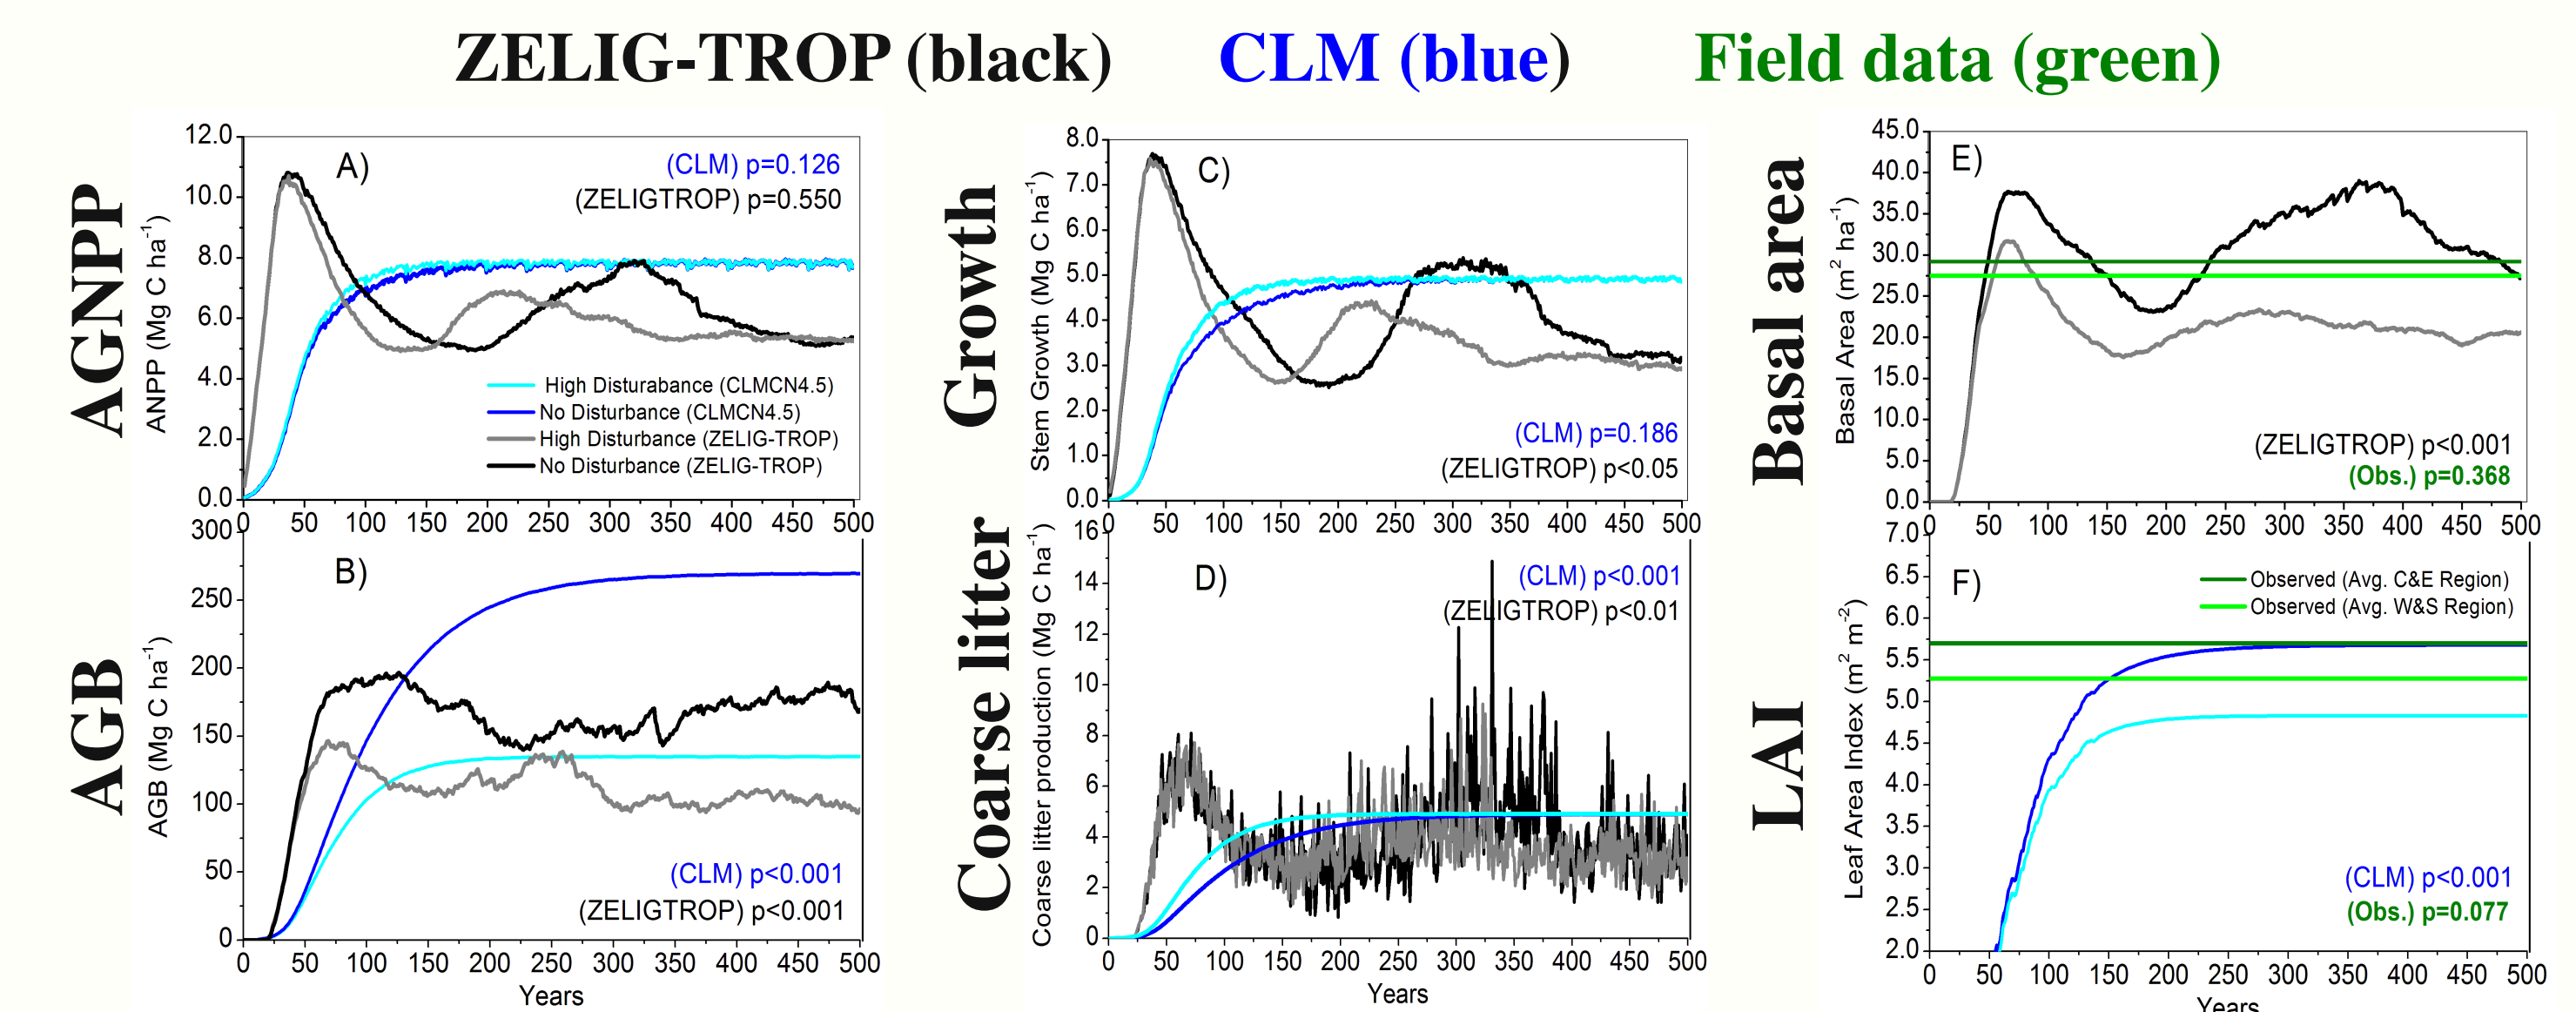 ZELIG-TROP (black) CLM (blue) Field data (green)
AGNPP
ANPP (Mg C ha-1)
12.0
10.0
8.0
6.0
4.0
2.0
0.0
A)
(CLM) p=0.126
(ZELIGTROP) p=0.550
High Disturabance (CLMCN4.5)
No Disturbance (CLMCN4.5)
High Disturbance (ZELIG-TROP)
No Disturbance (ZELIG-TROP)
0 50 100 150 200 250 300 350 400 450 500
Growth
Stem Growth (Mg C ha-1)
8.0
7.0
6.0
5.0
4.0
3.0
2.0
1.0
0.0
C)
(CLM) p=0.186
(ZELIGTROP) p<0.05
0 50 100 150 200 250 300 350 400 450 500
Basal area
Basal Area (m2 ha-1)
45.0
40.0
35.0
30.0
25.0
20.0
15.0
10.0
5.0
0.0
E)
(ZELIGTROP) p<0.001
(Obs.) p=0.368
0 50 100 150 200 250 300 350 400 450 500
AGB
AGB (Mg C ha-1)
300
250
200
150
100
50
0
B)
(CLM) p<0.001
(ZELIGTROP) p<0.001
0 50 100 150 200 250 300 350 400 450 500
Years
Coarse litter
Coarse litter production (Mg C ha-1)
16
14
12
10
8
6
4
2
0
D)
(CLM) p<0.001
(ZELIGTROP) p<0.01
0 50 100 150 200 250 300 350 400 450 500
Years
LAI
Leaf Area Index (m2 m-2)
7.0
6.5
6.0
5.5
5.0
4.5
4.0
3.5
3.0
2.5
2.0
F)
Observed (Avg. C&E Region)
Observed (Avg. W&S Region)
(CLM) p<0.001
(Obs.) p=0.077
0 50 100 150 200 250 300 350 400 450 500
Years